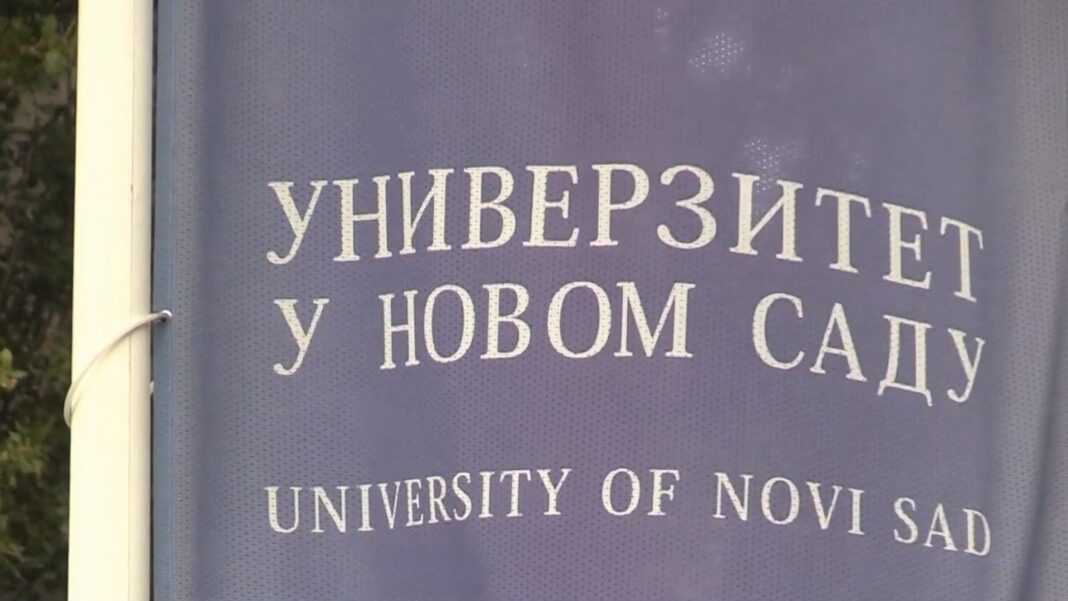 УНИВЕРЗИТЕТ
У НОВОМ САДУ
UNIVERSITY OF NOVI SAD